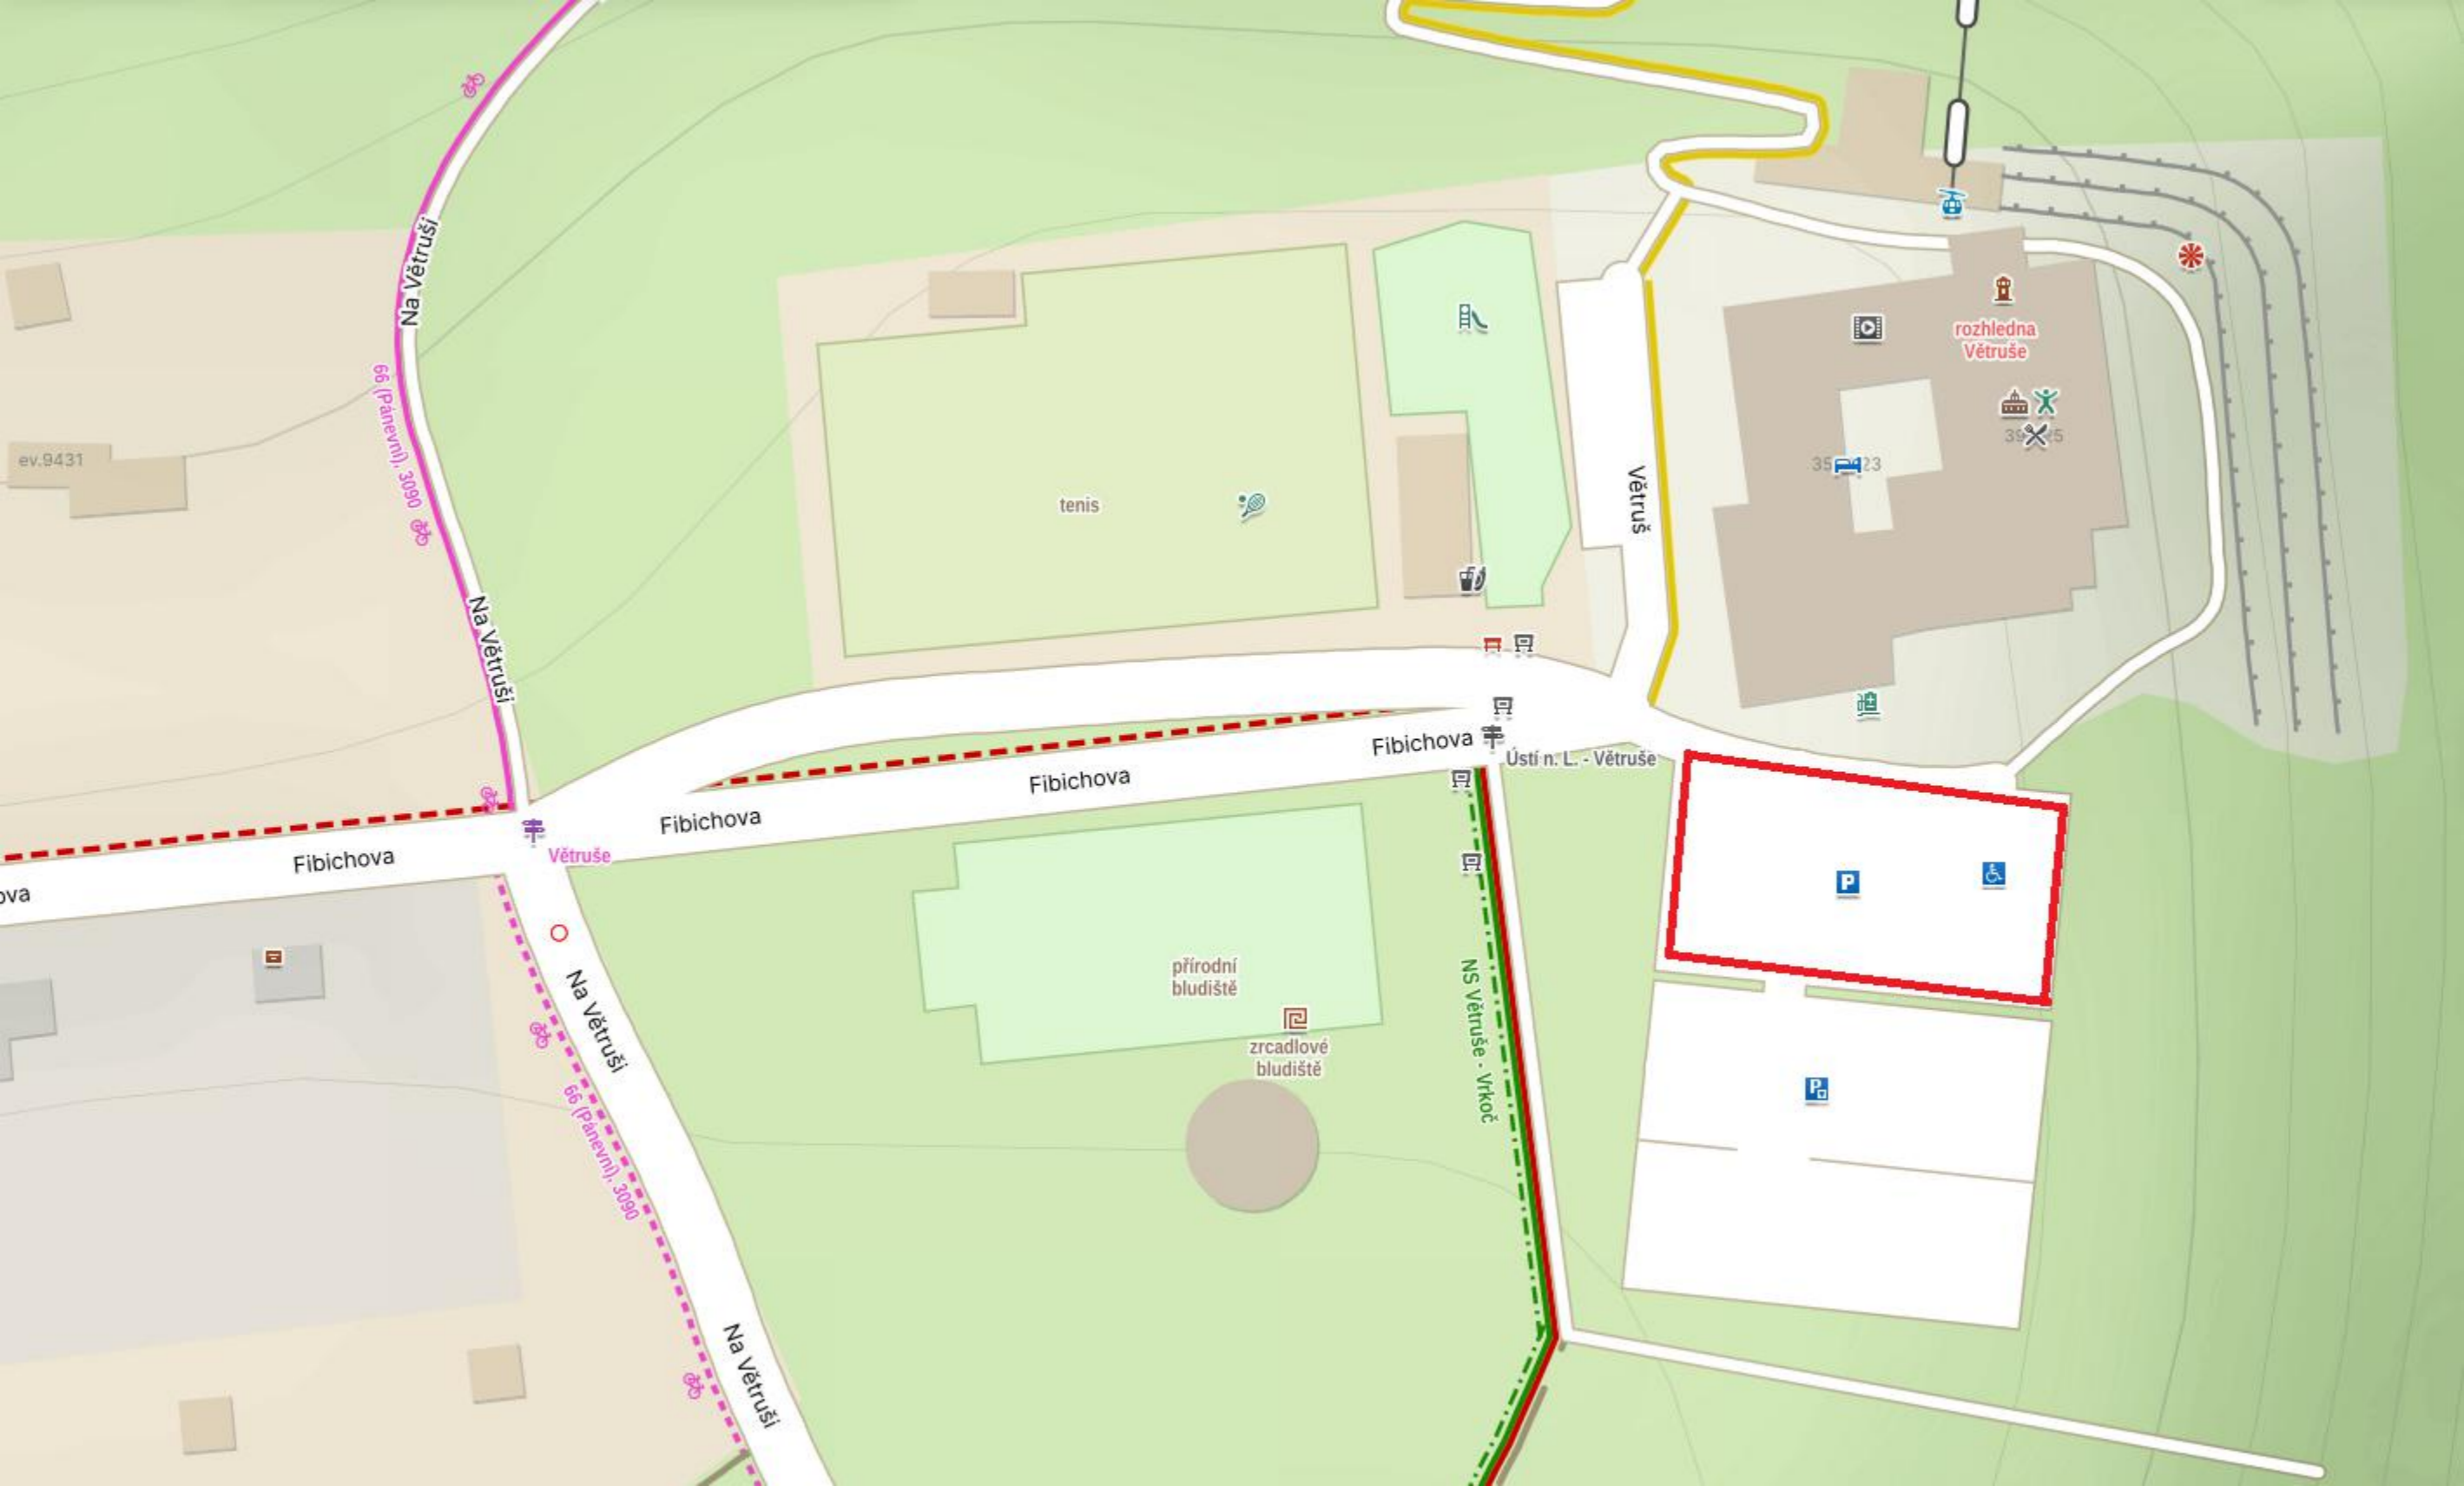 Na Větruši
66 (Pánevní), 3090
ev.9431
Na Větruši
tenis
Větruš
rozhledna
Větruše
Fibichova
Ústí n. L. - Větruše
Fibichova
Fibichova
Fibichova
Větruše
P
přírodní
bludiště
zrcadlové
bludiště
NS Větruše - Vrkoč
P
Na Větruši
66 (Pánevní), 3090
Na Větruši